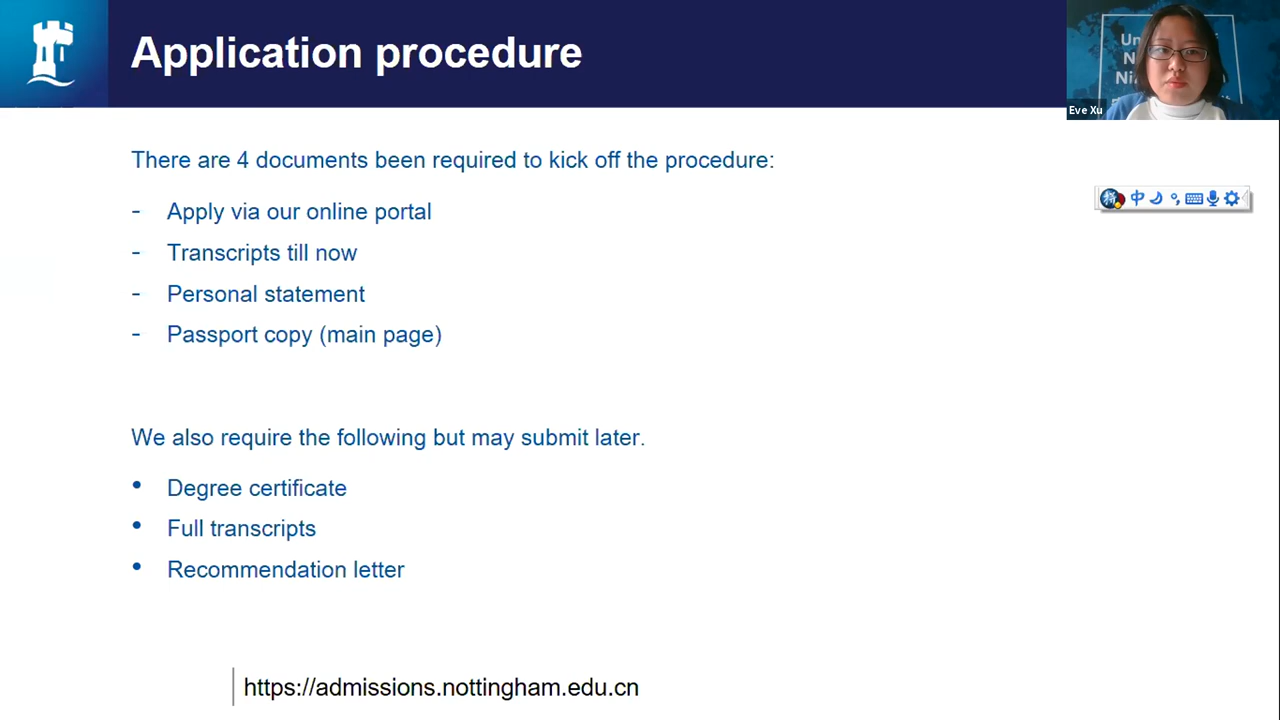 Application procedure
Eve Xu
There are 4 documents been required to kick off the procedure:
- Apply via our online portal
- Transcripts till now
- Personal statement
- Passport copy (main page)
中
We also require the following but may submit later.
• Degree certificate
• Full transcripts
• Recommendation letter
https://admissions.nottingham.edu.cn